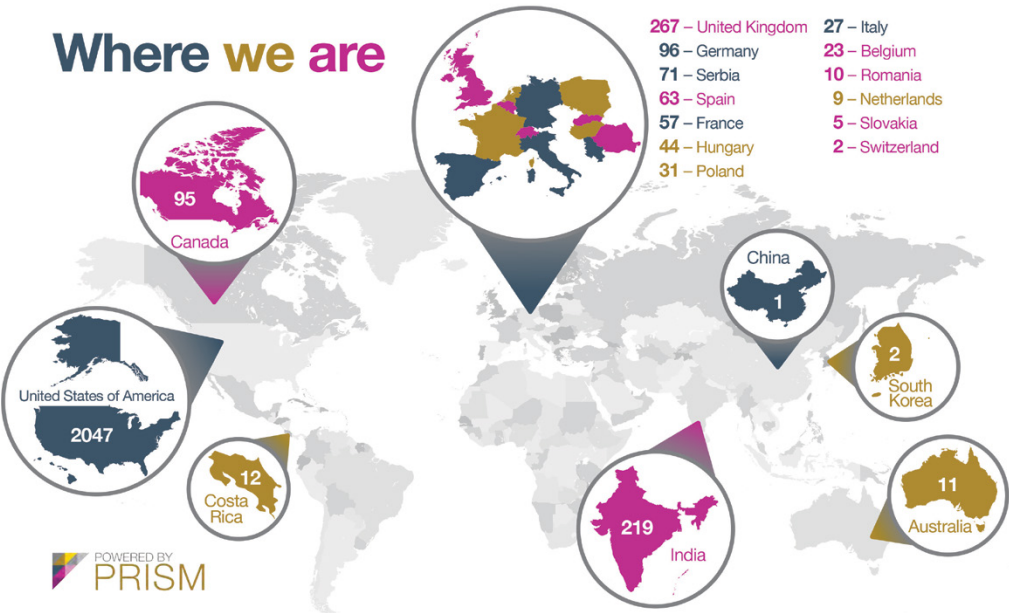 Where we are
267 – United Kingdom
96 – Germany
71 – Serbia
63 – Spain
57 – France
44 – Hungary
31 – Poland
27 – Italy
23 – Belgium
10 – Romania
9 – Netherlands
5 – Slovakia
2 – Switzerland
95
Canada
United States of America
2047
12
Costa
Rica
China
1
2
South
Korea
219
India
11
Australia
POWERED BY
PRISM